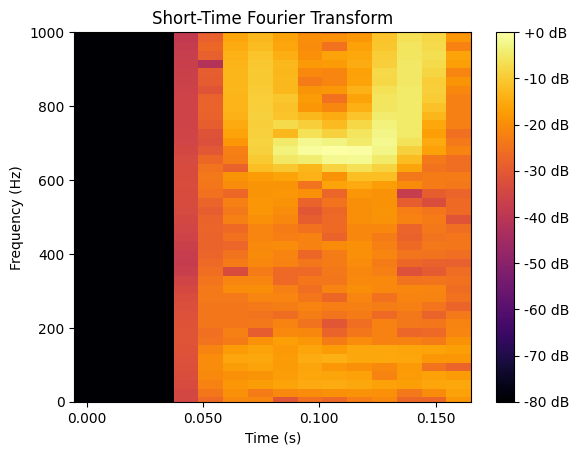 Short-Time Fourier Transform
1000
800
600
400
200
0
Frequency (Hz)
0.000
0.050
0.100
0.150
Time (s)
+0 dB
-10 dB
-20 dB
-30 dB
-40 dB
-50 dB
-60 dB
-70 dB
-80 dB